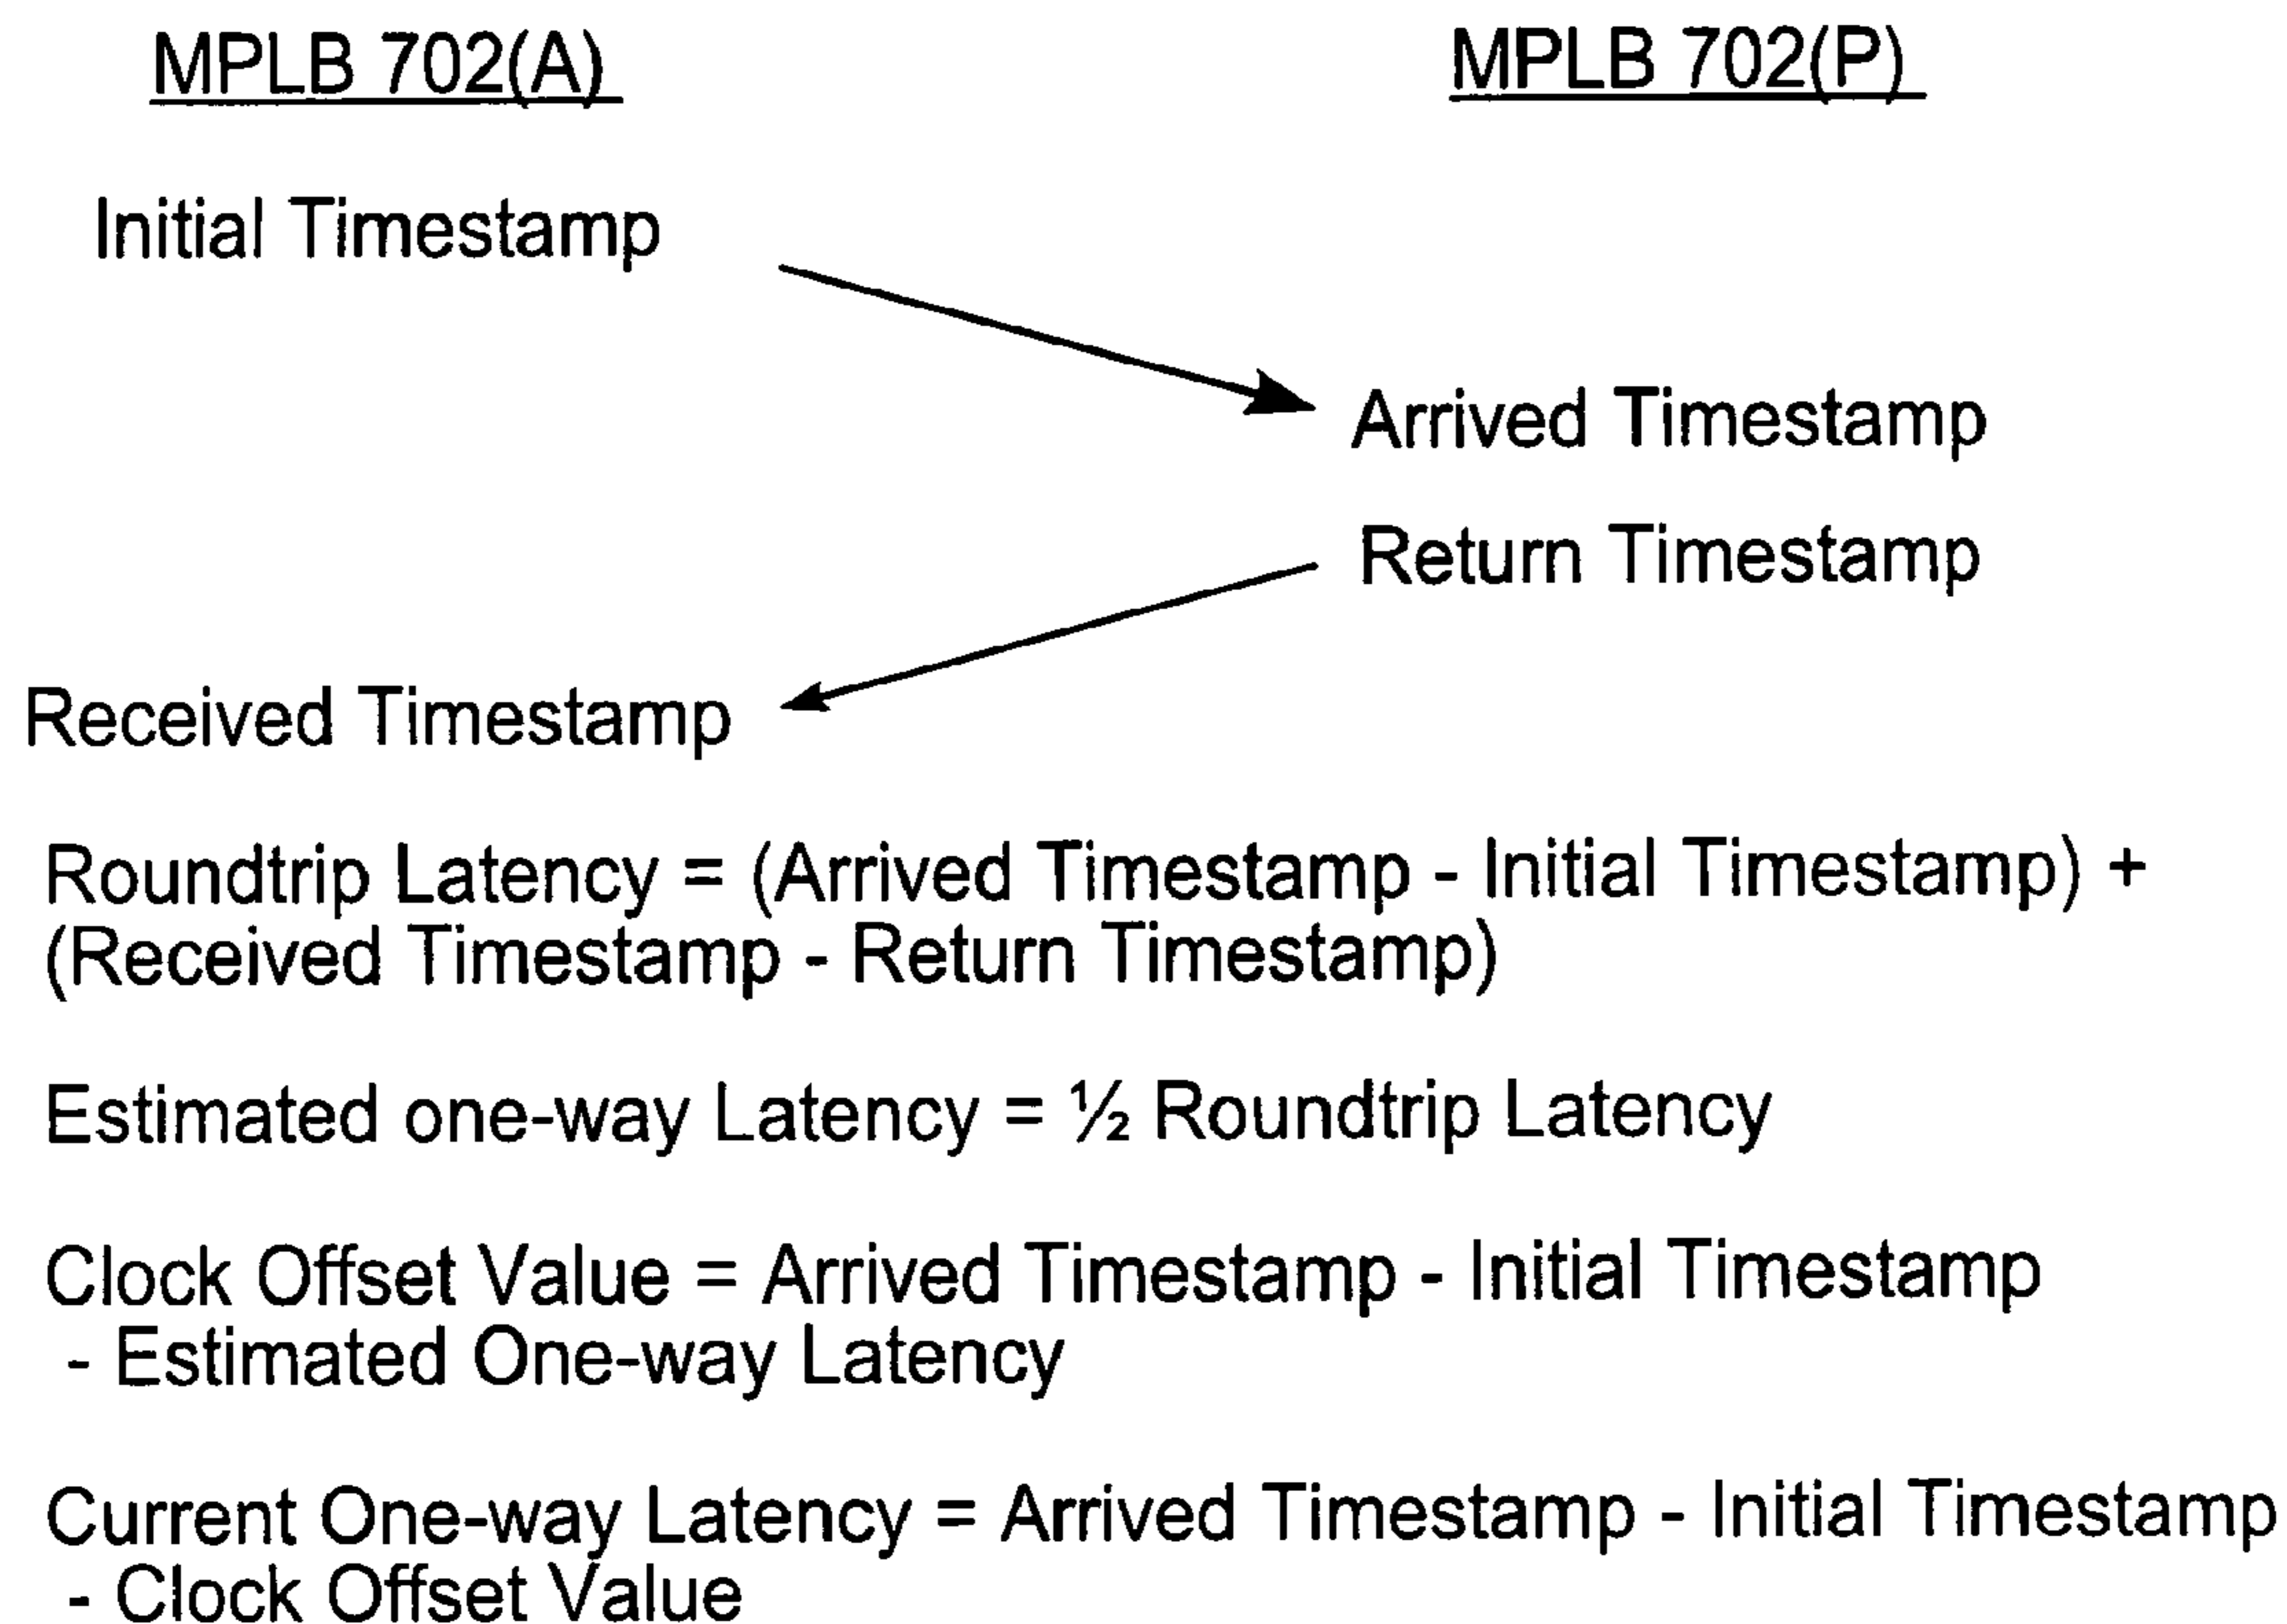 MPLB 702(A)
MPLB 702(P)
Initial Timestamp
Arrived Timestamp
Return Timestamp
Received Timestamp
Roundtrip Latency = (Arrived Timestamp - Initial Timestamp) +
(Received Timestamp - Return Timestamp)
Estimated one-way Latency = ½ Roundtrip Latency
Clock Offset Value = Arrived Timestamp - Initial Timestamp
- Estimated One-way Latency
Current One-way Latency = Arrived Timestamp - Initial Timestamp
- Clock Offset Value